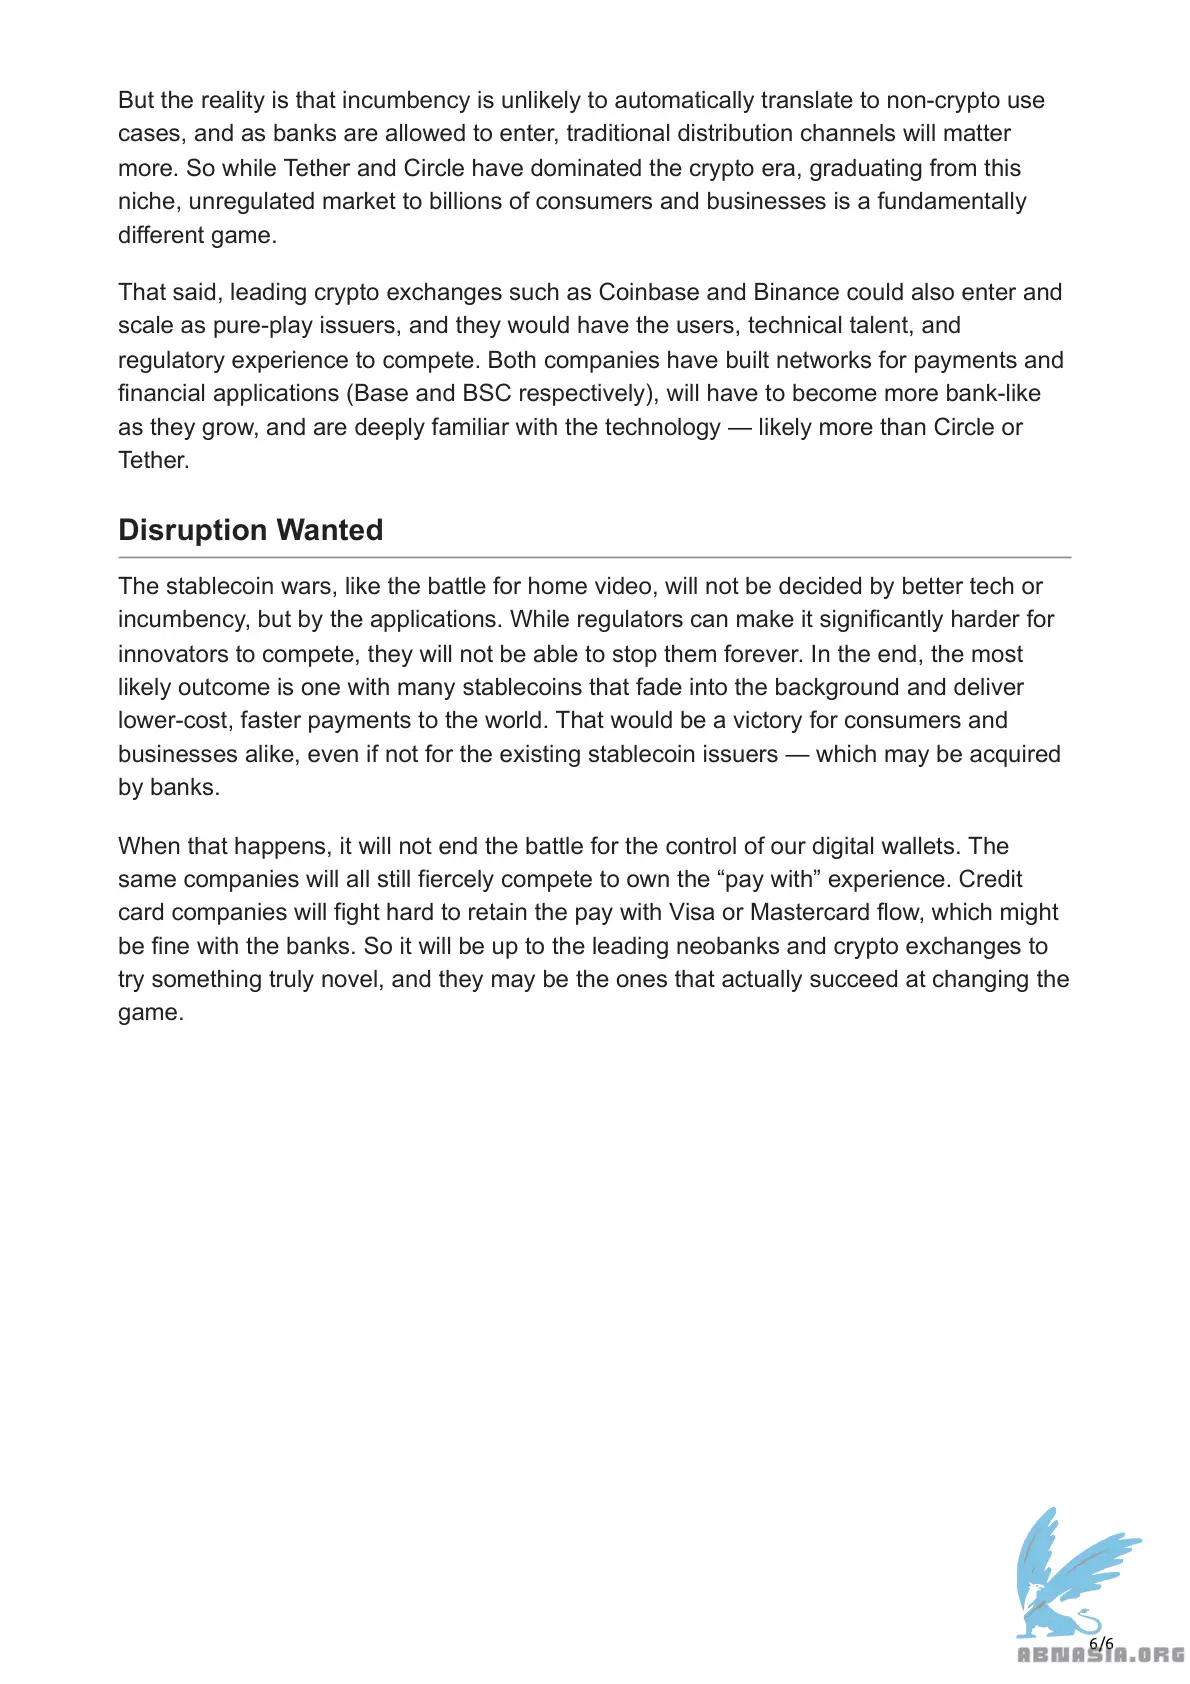 But the reality is that incumbency is unlikely to automatically translate to non-crypto use
cases, and as banks are allowed to enter, traditional distribution channels will matter
more. So while Tether and Circle have dominated the crypto era, graduating from this
niche, unregulated market to billions of consumers and businesses is a fundamentally
different game.
That said, leading crypto exchanges such as Coinbase and Binance could also enter and
scale as pure-play issuers, and they would have the users, technical talent, and
regulatory experience to compete. Both companies have built networks for payments and
financial applications (Base and BSC respectively), will have to become more bank-like
as they grow, and are deeply familiar with the technology — likely more than Circle or
Tether.
Disruption Wanted
The stablecoin wars, like the battle for home video, will not be decided by better tech or
incumbency, but by the applications. While regulators can make it significantly harder for
innovators to compete, they will not be able to stop them forever. In the end, the most
likely outcome is one with many stablecoins that fade into the background and deliver
lower-cost, faster payments to the world. That would be a victory for consumers and
businesses alike, even if not for the existing stablecoin issuers — which may be acquired
by banks.
When that happens, it will not end the battle for the control of our digital wallets. The
same companies will all still fiercely compete to own the “pay with” experience. Credit
card companies will fight hard to retain the pay with Visa or Mastercard flow, which might
be fine with the banks. So it will be up to the leading neobanks and crypto exchanges to
try something truly novel, and they may be the ones that actually succeed at changing the
game.
6/6
ABNASIA.ORG